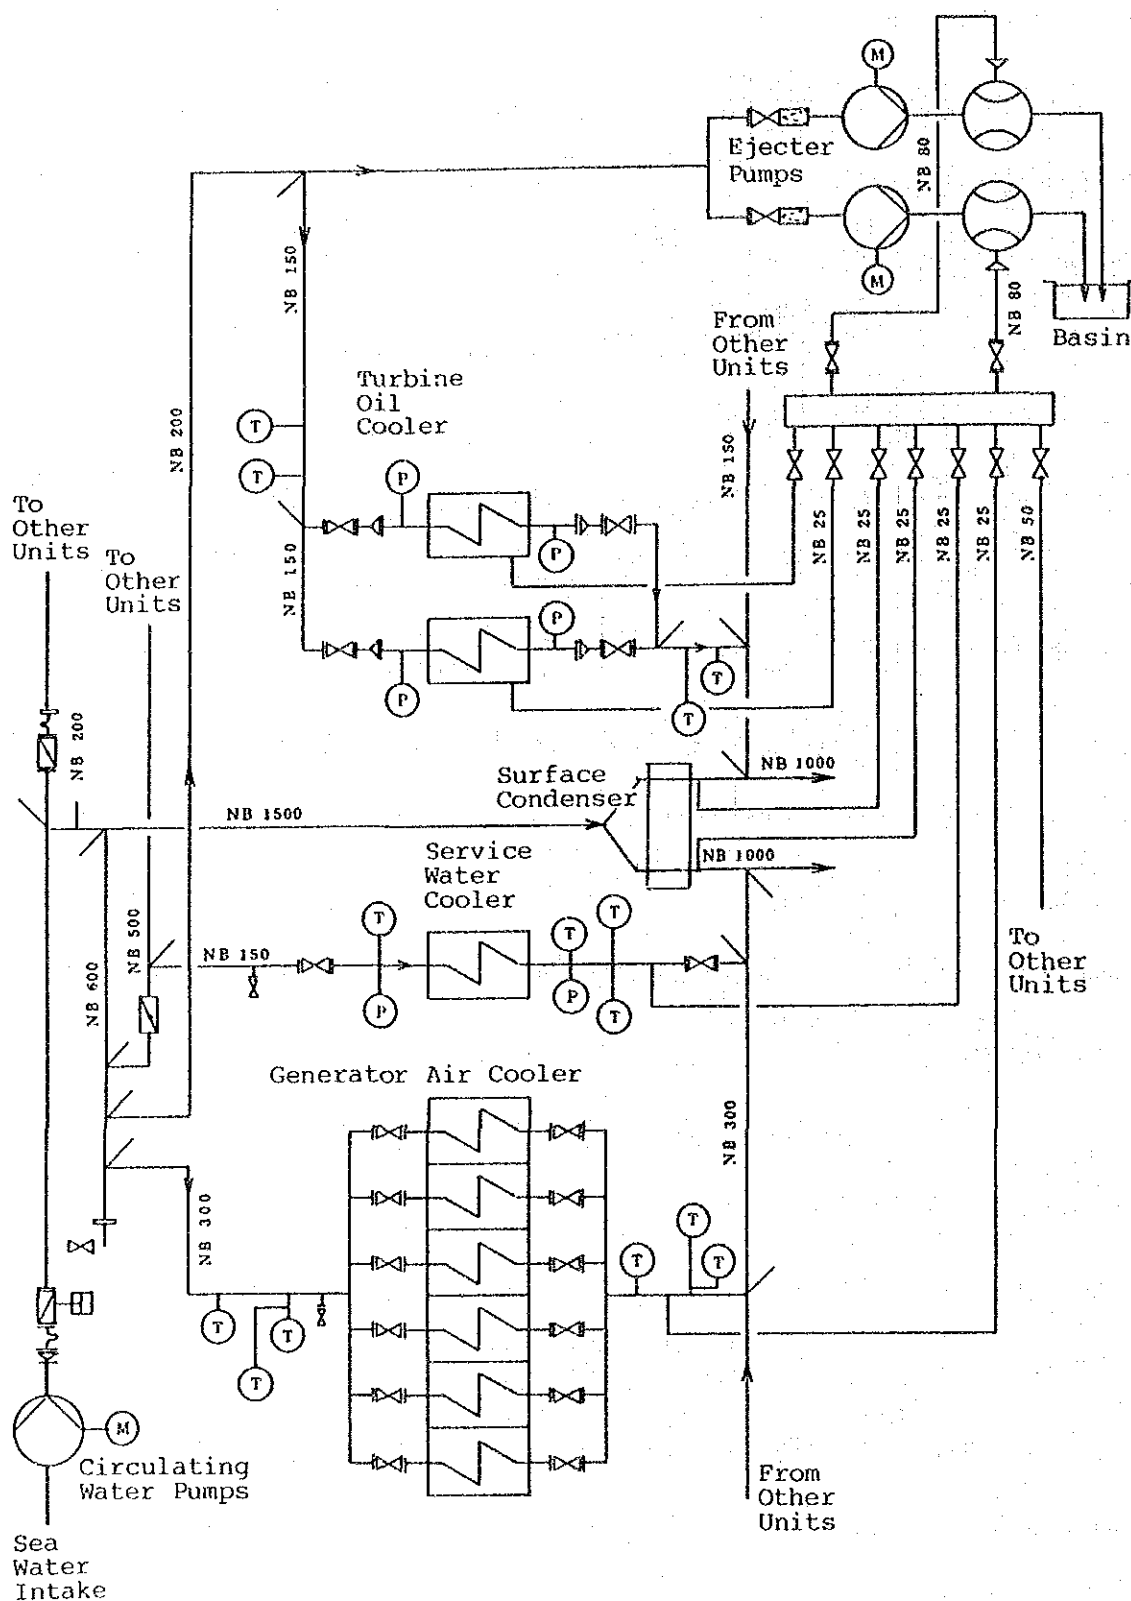 M
Ejecter
Pumps
NB 80
M
NB 80
Basin
NB 150
From
Other
Units
Turbine
Oil
Cooler
NB 200
T
T
P
NB 150
NB 25
NB 25
NB 25
NB 25
NB 25
NB 50
To
Other
Units
To
Other
Units
P
NB 150
P
P
T
T
NB 200
Surface
Condenser
NB 1000
NB 1500
NB 1000
Service
Water
Cooler
NB 500
NB 150
T
T
T
P
P
T
To
Other
Units
NB 600
Generator Air Cooler
NB 300
NB 300
T
T
T
T
T
T
M
Circulating
Water Pumps
From
Other
Units
Sea
Water
Intake